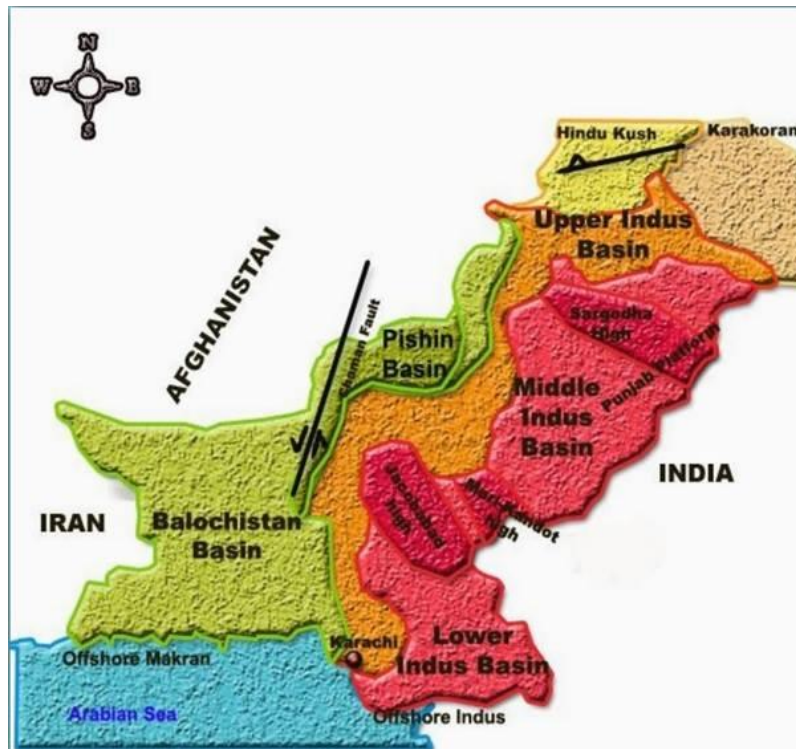 N
W E
S
Hindu Kush
Karakoram
Upper Indus
Basin
AFGHANISTAN
Sargodha
High
Chaman Fault
Pishin
Basin
Punjab Platform
Middle
Indus
Basin
INDIA
IRAN
Jacobabad
high
Mari-Kandot
high
Balochistan
Basin
Karachi
Lower
Indus Basin
Offshore Makran
Arabian Sea
Offshore Indus